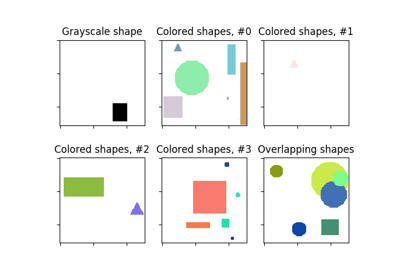 Grayscale shape
Colored shapes, #0
Colored shapes, #1
Colored shapes, #2
Colored shapes, #3
Overlapping shapes